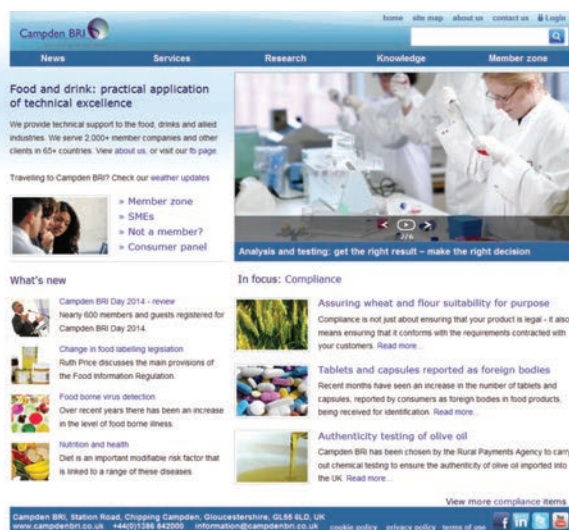 home site map about us contact us Login
Campden BRI
News Services Research Knowledge Member zone
Food and drink: practical application
of technical excellence
We provide technical support to the food, drinks and allied
industries. We serve 2,000+ member companies and other
clients in 65+ countries. View about us, or visit our fb page.
Travelling to Campden BRI? Check our weather updates
» Member zone
» SMEs
» Not a member?
» Consumer panel
2/6
Analysis and testing: get the right result – make the right decision
What's new
Campden BRI Day 2014 - review
Nearly 600 members and guests registered for
Campden BRI Day 2014.
Change in food labelling legislation
Ruth Price discusses the main provisions of
the Food Information Regulation.
Food borne virus detection
Over recent years there has been an increase
in the level of food borne illness.
Nutrition and health
Diet is an important modifiable risk factor that
is linked to a range of these diseases.
In focus: Compliance
Assuring wheat and flour suitability for purpose
Compliance is not just about ensuring that your product is legal - it also
means ensuring that it conforms with the requirements contracted with
your customers. Read more...
Tablets and capsules reported as foreign bodies
Recent months have seen an increase in the number of tablets and
capsules, reported by consumers as foreign bodies in food products,
being received for identification. Read more...
Authenticity testing of olive oil
Campden BRI has been chosen by the Rural Payments Agency to carry
out chemical testing to ensure the authenticity of olive oil imported into
the UK. Read more...
View more compliance items
Campden BRI, Station Road, Chipping Campden, Gloucestershire, GL55 6LD, UK
www.campdenbri.co.uk +44(0)1386 842000 information@campdenbri.co.uk cookie policy privacy policy terms of use